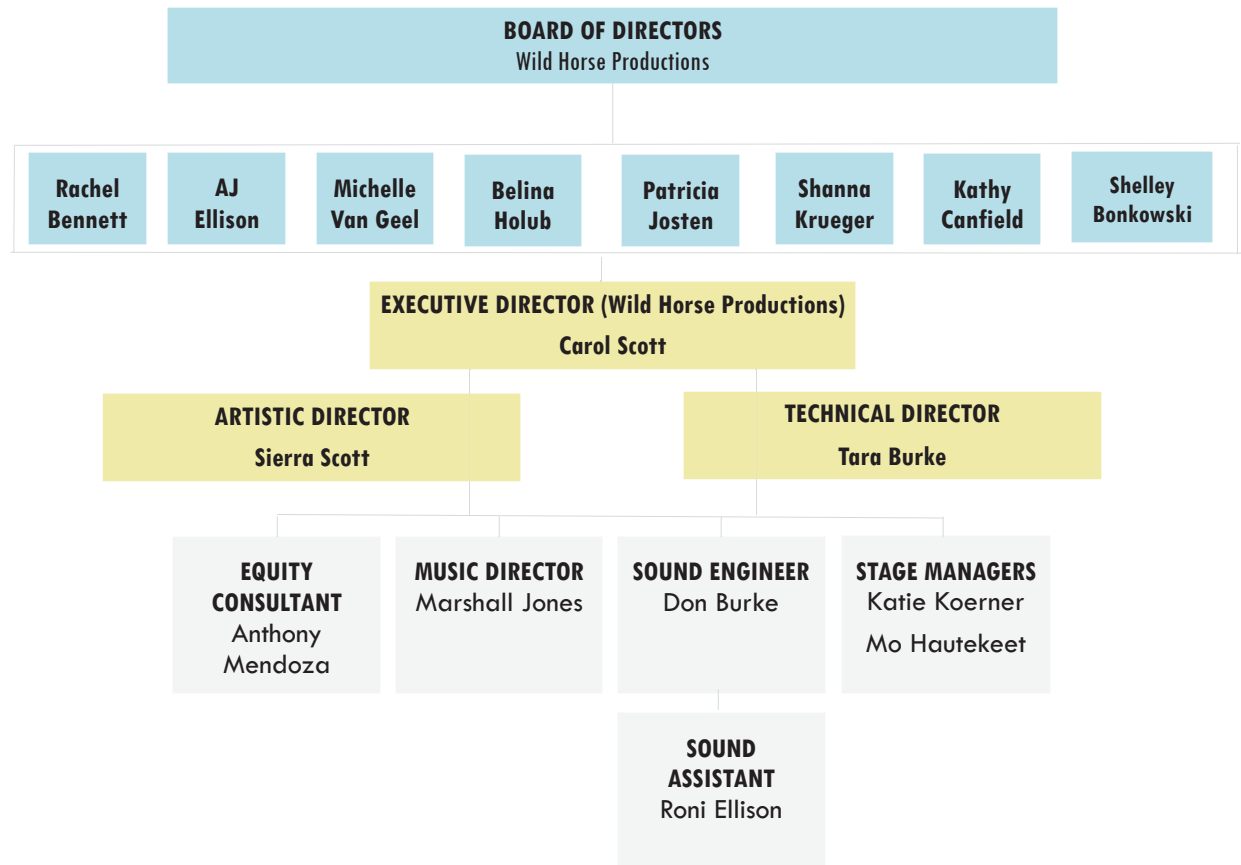 BOARD OF DIRECTORS
Wild Horse Productions
Rachel
Bennett
AJ
Ellison
Michelle
Van Geel
Belina
Holub
Patricia
Josten
Shanna
Krueger
Kathy
Canfield
Shelley
Bonkowski
EXECUTIVE DIRECTOR (Wild Horse Productions)
Carol Scott
ARTISTIC DIRECTOR
Sierra Scott
TECHNICAL DIRECTOR
Tara Burke
EQUITY
CONSULTANT
Anthony
Mendoza
MUSIC DIRECTOR
Marshall Jones
SOUND ENGINEER
Don Burke
STAGE MANAGERS
Katie Koerner
Mo Hautekeet
SOUND
ASSISTANT
Roni Ellison